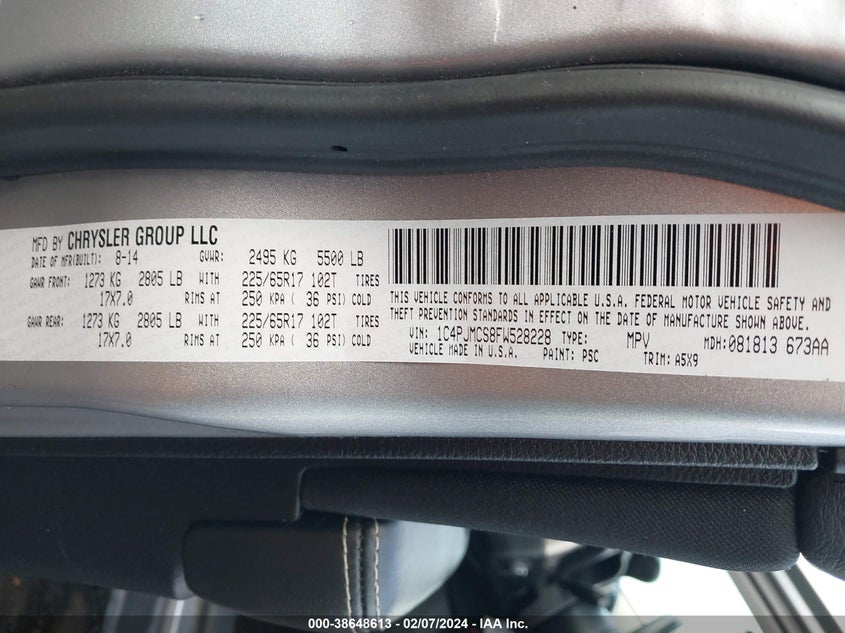 MFD BY CHRYSLER GROUP LLC
DATE OF MFR(BUILT): 8-14 GVWR: 2495 KG 5500 LB
GAWR FRONT: 1273 KG 2805 LB WITH 225/65R17 102T TIRES
17X7.0 RIMS AT 250 KPA ( 36 PSI) COLD
GAWR REAR: 1273 KG 2805 LB WITH 225/65R17 102T TIRES
17X7.0 RIMS AT 250 KPA ( 36 PSI) COLD
THIS VEHICLE CONFORMS TO ALL APPLICABLE U.S.A. FEDERAL MOTOR VEHICLE SAFETY AND
THEFT PREVENTION STANDARDS IN EFFECT ON THE DATE OF MANUFACTURE SHOWN ABOVE.
VIN: 1C4PJMCS8FW528228 TYPE: MPV MDH:081813 673AA
VEHICLE MADE IN U.S.A. PAINT: PSC TRIM: A5X9
000-38648613 - 02/07/2024 - IAA Inc.